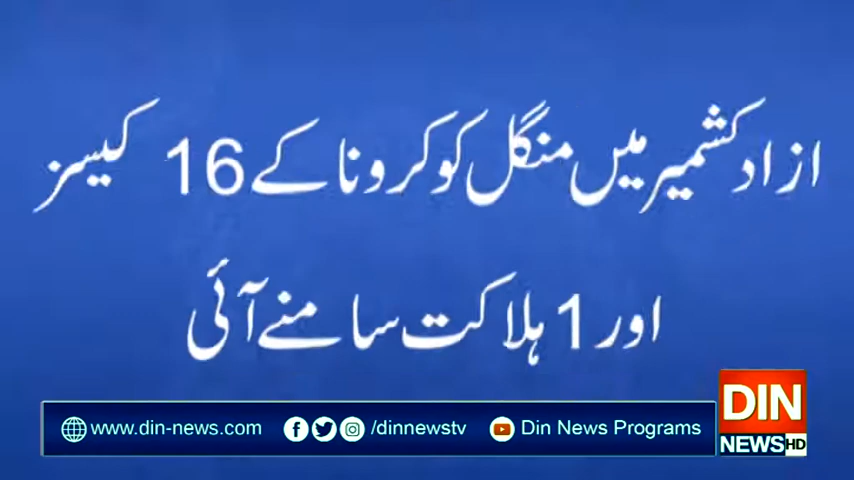 ازاد کشمیر میں منگل کو کرونا کے 16 کیسز
اور 1 ہلاکت سامنے آئی
www.din-news.com /dinnewstv Din News Programs
DIN
NEWS HD